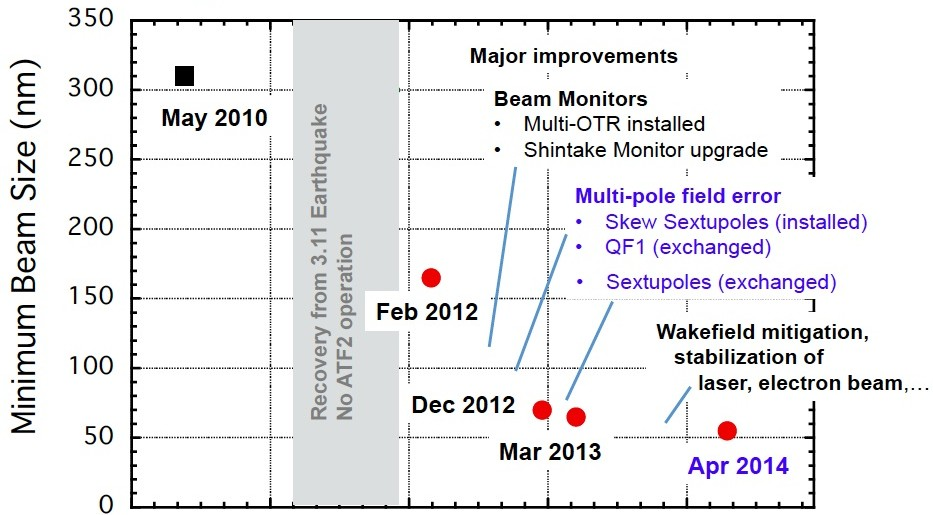 350
300
250
200
150
100
50
0
Minimum Beam Size (nm)
May 2010
Recovery from 3.11 Earthquake
No ATF2 operation
Major improvements
Beam Monitors
• Multi-OTR installed
• Shintake Monitor upgrade
Multi-pole field error
• Skew Sextupoles (installed)
• QF1 (exchanged)
• Sextupoles (exchanged)
Feb 2012
Wakefield mitigation,
stabilization of
laser, electron beam,...
Dec 2012
Mar 2013
Apr 2014